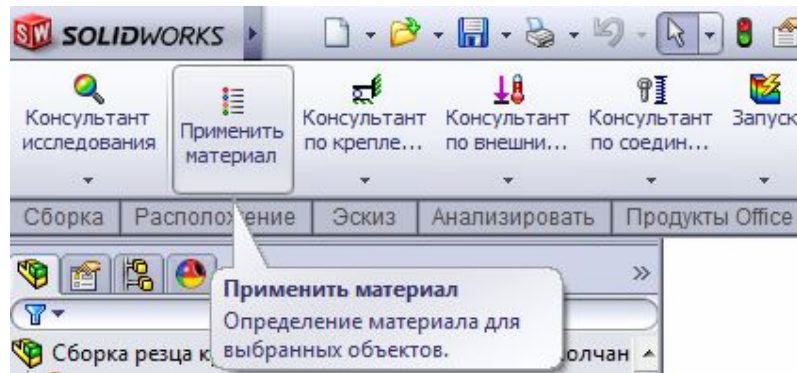 SW SOLIDWORKS
Консультант исследования
Применить материал
Консультант по крепле...
Консультант по внешни...
Консультант по соедин...
Запуск
Сборка Расположение Эскиз Анализировать Продукты Office
Применить материал
Определение материала для
выбранных объектов.
Сборка резца